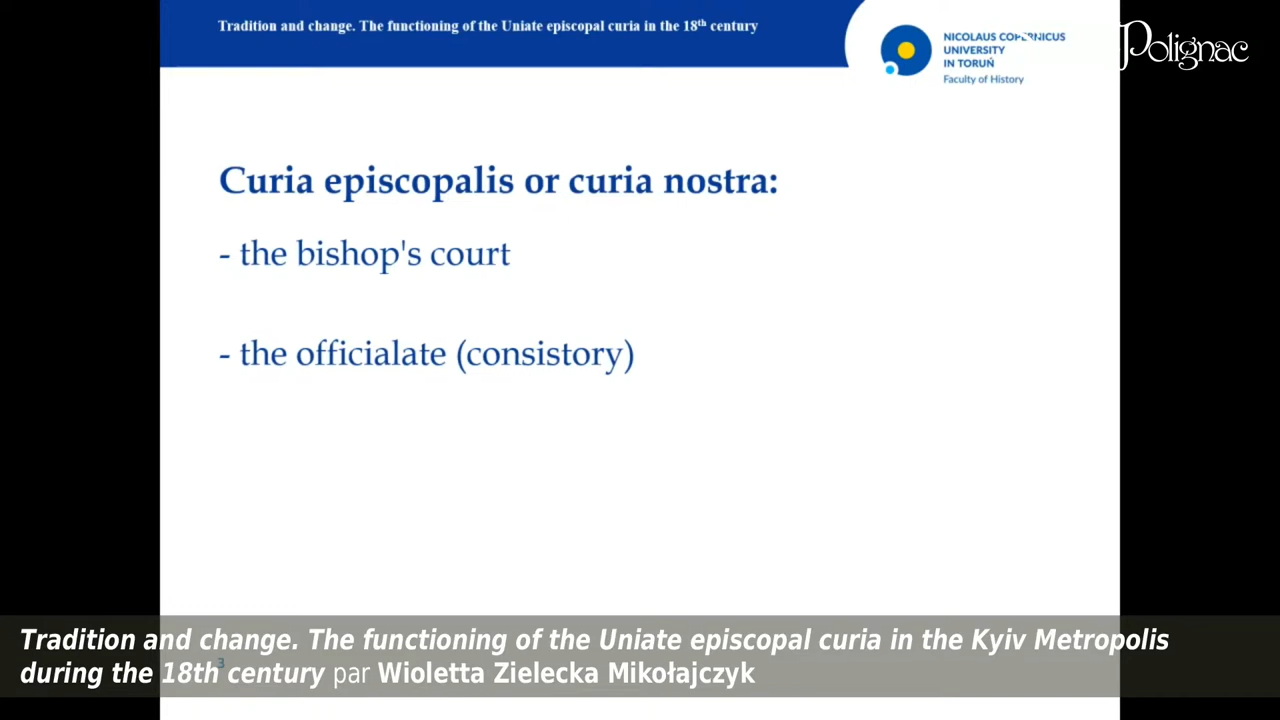 Tradition and change. The functioning of the Uniate episcopal curia in the 18th century
NICOLAUS COPERNICUS
UNIVERSITY
IN TORUŃ
Faculty of History
Polignac
Curia episcopalis or curia nostra:
- the bishop's court
- the officialate (consistory)
Tradition and change. The functioning of the Uniate episcopal curia in the Kyiv Metropolis
during the 18th century par Wioletta Zielecka Mikołajczyk
3